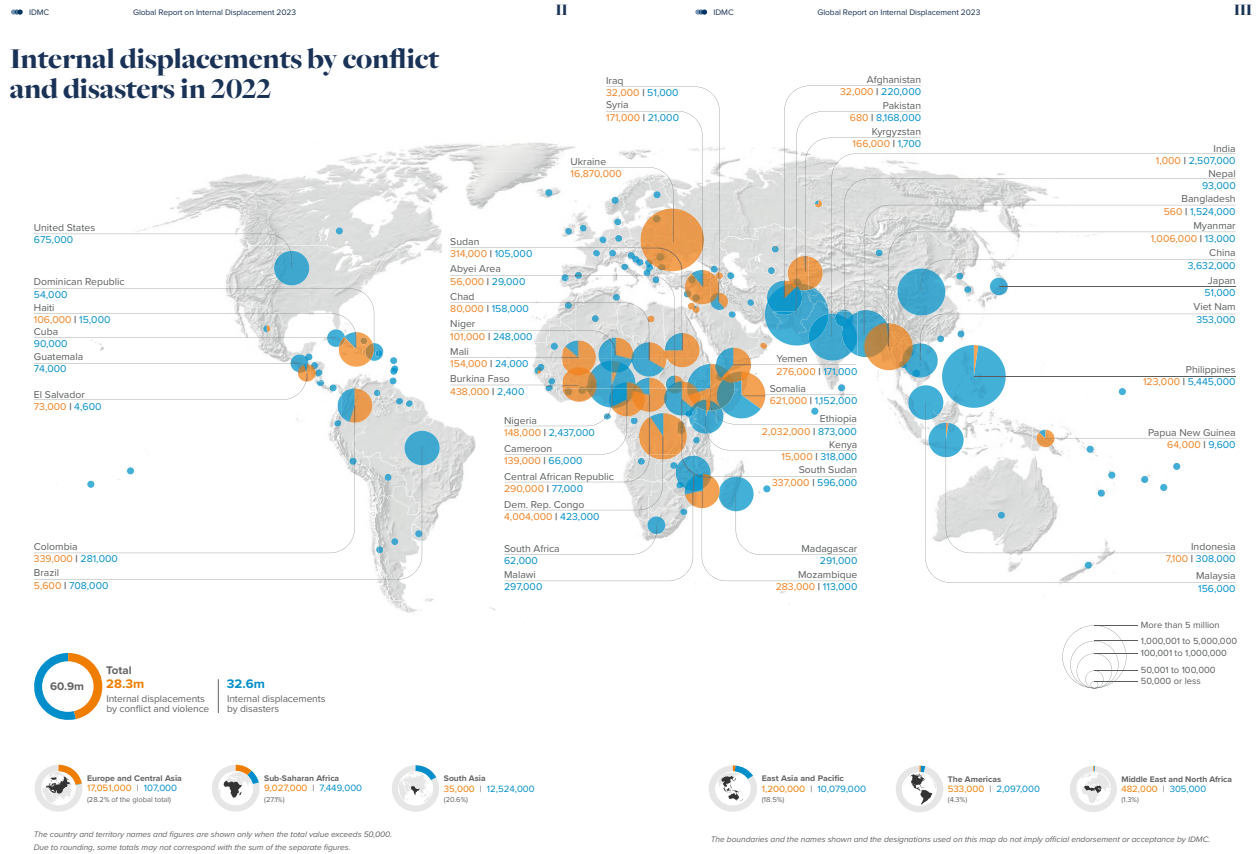 IDMC
Global Report on Internal Displacement 2023
II
IDMC
Global Report on Internal Displacement 2023
III
Internal displacements by conflict
and disasters in 2022
Iraq
32,000 | 51,000
Syria
171,000 | 21,000
Ukraine
16,870,000
Afghanistan
32,000 | 220,000
Pakistan
680 | 8,168,000
Kyrgyzstan
166,000 | 1,700
India
1,000 | 2,507,000
Nepal
93,000
Bangladesh
560 | 1,524,000
Myanmar
1,006,000 | 13,000
China
3,632,000
Japan
51,000
Viet Nam
353,000
Philippines
123,000 | 5,445,000
Papua New Guinea
64,000 | 9,600
Indonesia
7,100 | 308,000
Malaysia
156,000
United States
675,000
Dominican Republic
54,000
Haiti
106,000 | 15,000
Cuba
90,000
Guatemala
74,000
El Salvador
73,000 | 4,600
Colombia
339,000 | 281,000
Brazil
5,600 | 708,000
Sudan
314,000 | 105,000
Abyei Area
56,000 | 29,000
Chad
80,000 | 158,000
Niger
101,000 | 248,000
Mali
154,000 | 24,000
Burkina Faso
438,000 | 2,400
Nigeria
148,000 | 2,437,000
Cameroon
139,000 | 66,000
Central African Republic
290,000 | 77,000
Dem. Rep. Congo
4,004,000 | 423,000
South Africa
62,000
Malawi
297,000
Yemen
276,000 | 171,000
Somalia
621,000 | 1,152,000
Ethiopia
2,032,000 | 873,000
Kenya
15,000 | 318,000
South Sudan
337,000 | 596,000
Madagascar
291,000
Mozambique
283,000 | 113,000
More than 5 million
1,000,001 to 5,000,000
100,001 to 1,000,000
50,001 to 100,000
50,000 or less
60.9m
Total
28.3m
Internal displacements
by conflict and violence
32.6m
Internal displacements
by disasters
Europe and Central Asia
17,051,000 | 107,000
(28.2% of the global total)
Sub-Saharan Africa
9,027,000 | 7,449,000
(27.1%)
South Asia
35,000 | 12,524,000
(20.6%)
East Asia and Pacific
1,200,000 | 10,079,000
(18.5%)
The Americas
533,000 | 2,097,000
(4.3%)
Middle East and North Africa
482,000 | 305,000
(1.3%)
The country and territory names and figures are shown only when the total value exceeds 50,000.
Due to rounding, some totals may not correspond with the sum of the separate figures.
The boundaries and the names shown and the designations used on this map do not imply official endorsement or acceptance by IDMC.